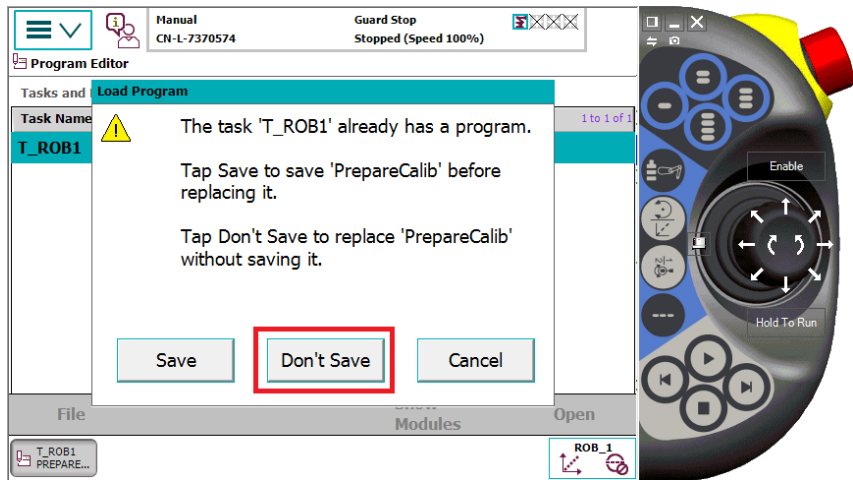 Manual
CN-L-7370574
Guard Stop
Stopped (Speed 100%)
Program Editor
Tasks and
Load Program
Task Name
1 to 1 of 1
T_ROB1
The task 'T_ROB1' already has a program.
Tap Save to save 'PrepareCalib' before
replacing it.
Tap Don't Save to replace 'PrepareCalib'
without saving it.
Save
Don't Save
Cancel
File
Show
Modules
Open
T_ROB1
PREPARE...
ROB_1
Enable
Hold To Run